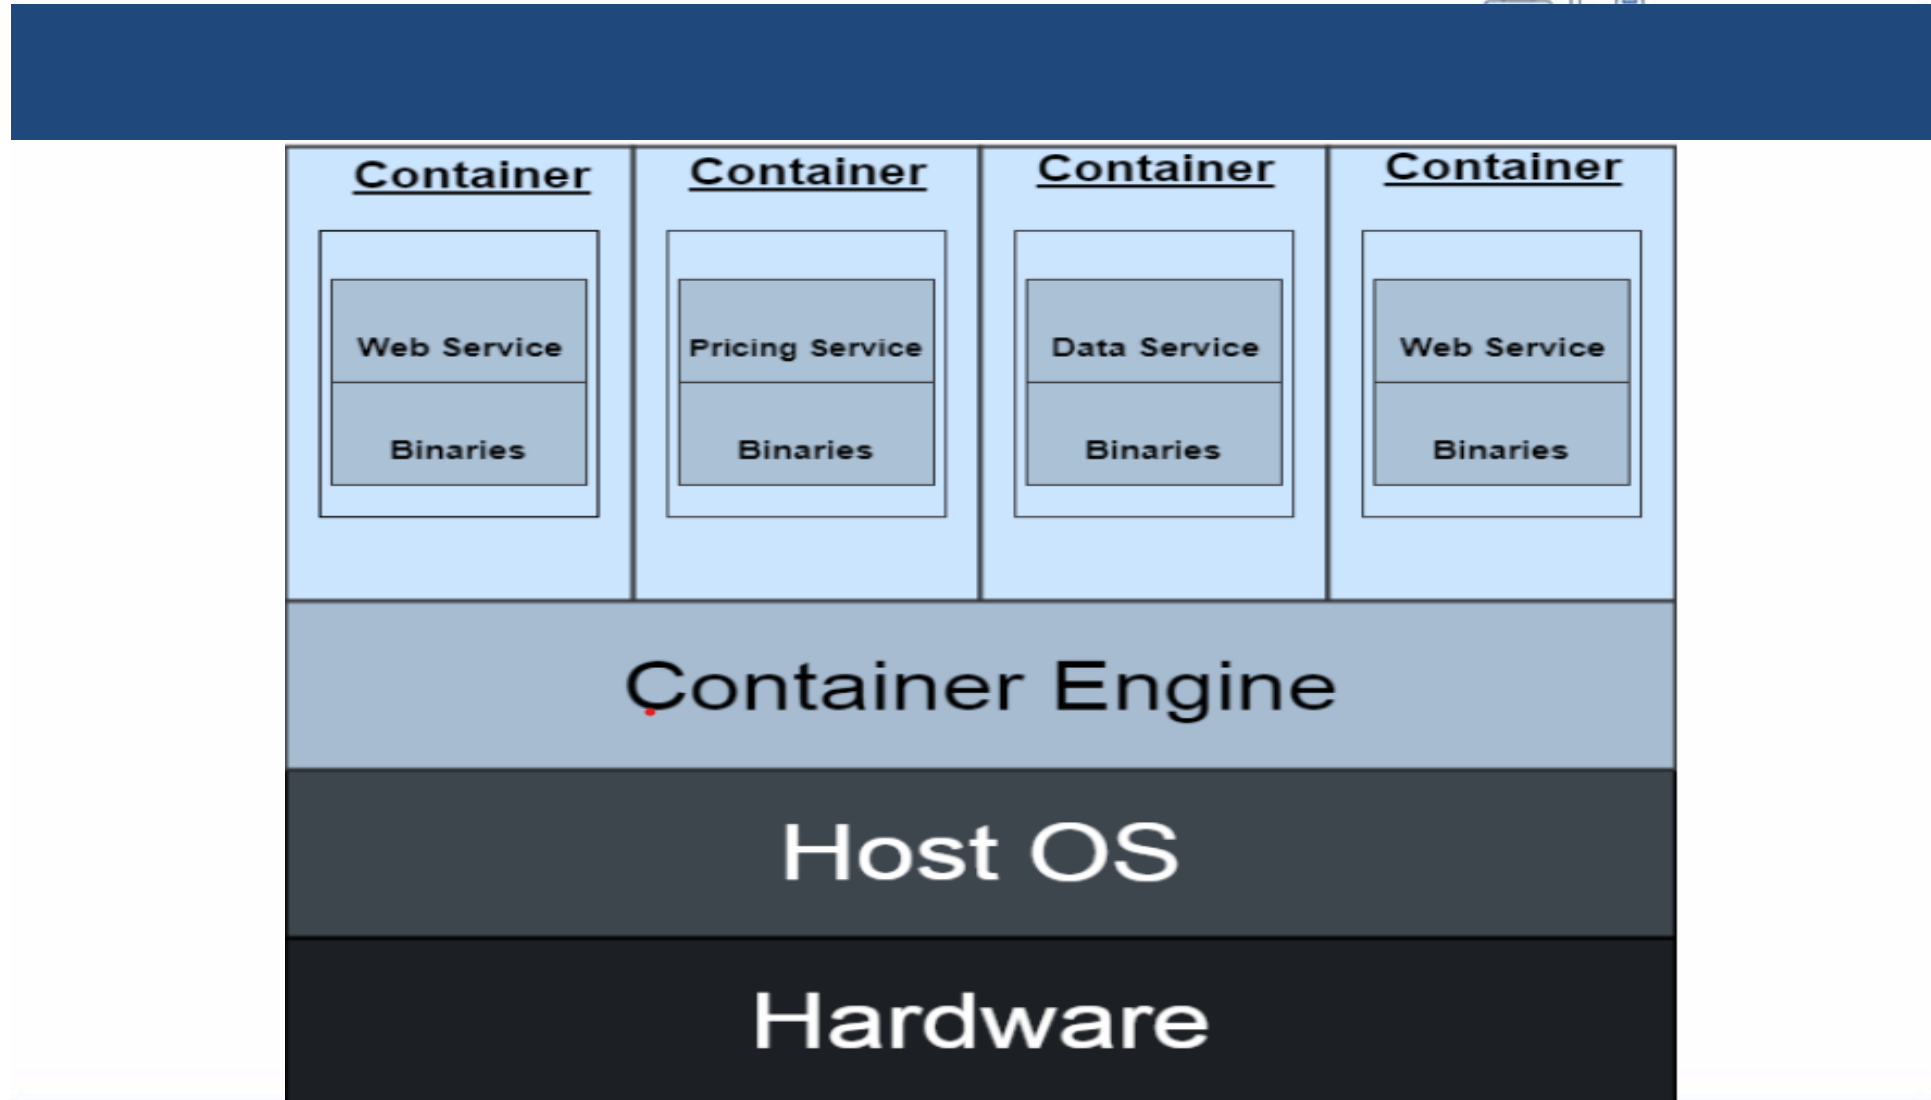 Container Container Container Container
Web Service Pricing Service Data Service Web Service
Binaries Binaries Binaries Binaries
Container Engine
Host OS
Hardware